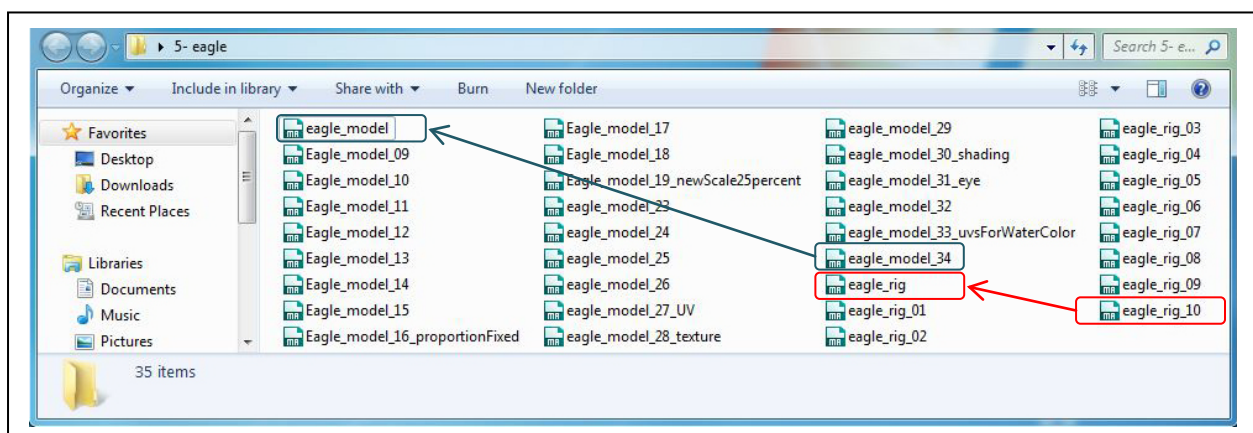 5- eagle
Search 5- e...
Organize
Include in library
Share with
Burn
New folder
Favorites
Desktop
Downloads
Recent Places
Libraries
Documents
Music
Pictures
eagle_model
Eagle_model_09
Eagle_model_10
Eagle_model_11
Eagle_model_12
Eagle_model_13
Eagle_model_14
Eagle_model_15
Eagle_model_16_proportionFixed
Eagle_model_17
Eagle_model_18
Eagle_model_19_newScale25percent
eagle_model_23
eagle_model_24
eagle_model_25
eagle_model_26
eagle_model_27_UV
eagle_model_28_texture
eagle_model_29
eagle_model_30_shading
eagle_model_31_eye
eagle_model_32
eagle_model_33_uvsForWaterColor
eagle_model_34
eagle_rig
eagle_rig_01
eagle_rig_02
eagle_rig_03
eagle_rig_04
eagle_rig_05
eagle_rig_06
eagle_rig_07
eagle_rig_08
eagle_rig_09
eagle_rig_10
35 items